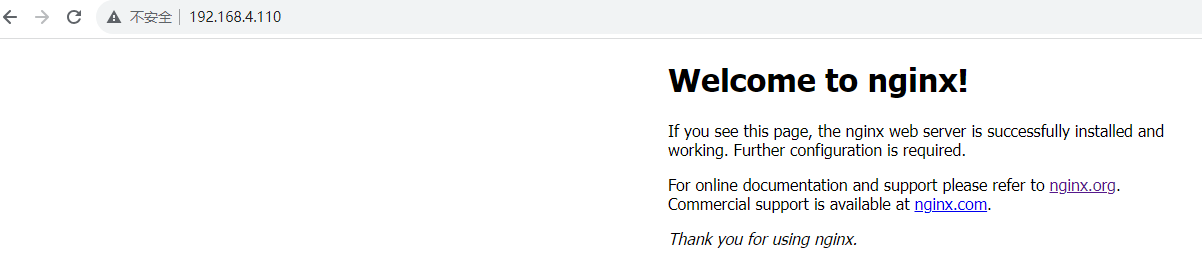 不安全 192.168.4.110
Welcome to nginx!
If you see this page, the nginx web server is successfully installed and
working. Further configuration is required.
For online documentation and support please refer to nginx.org.
Commercial support is available at nginx.com.
Thank you for using nginx.